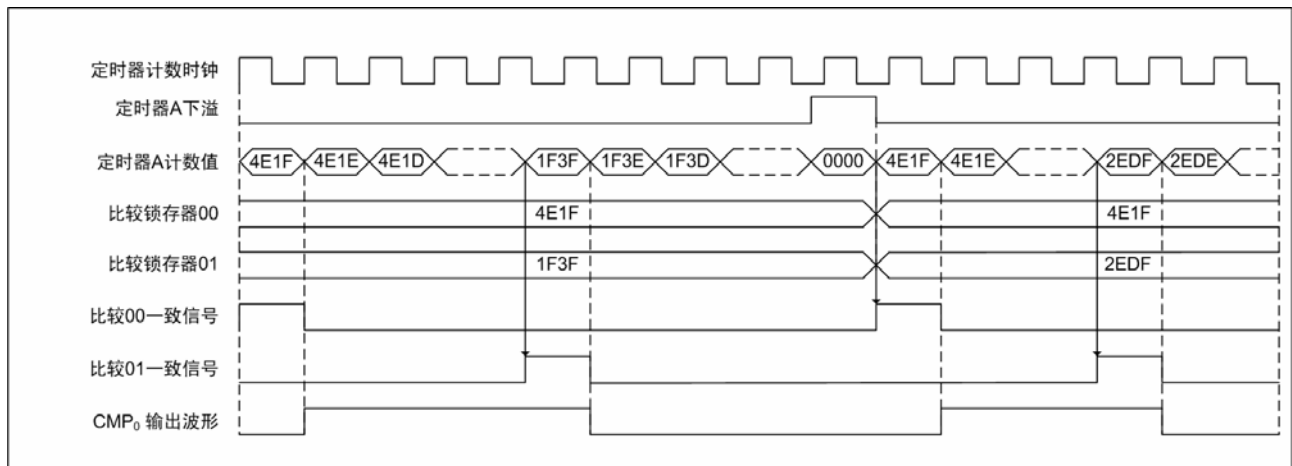 定时器计数时钟
定时器A下溢
定时器A计数值 4E1F 4E1E 4E1D 1F3F 1F3E 1F3D 0000 4E1F 4E1E 2EDF 2EDE
比较锁存器00 4E1F 4E1F
比较锁存器01 1F3F 2EDF
比较00一致信号
比较01一致信号
CMP₀ 输出波形